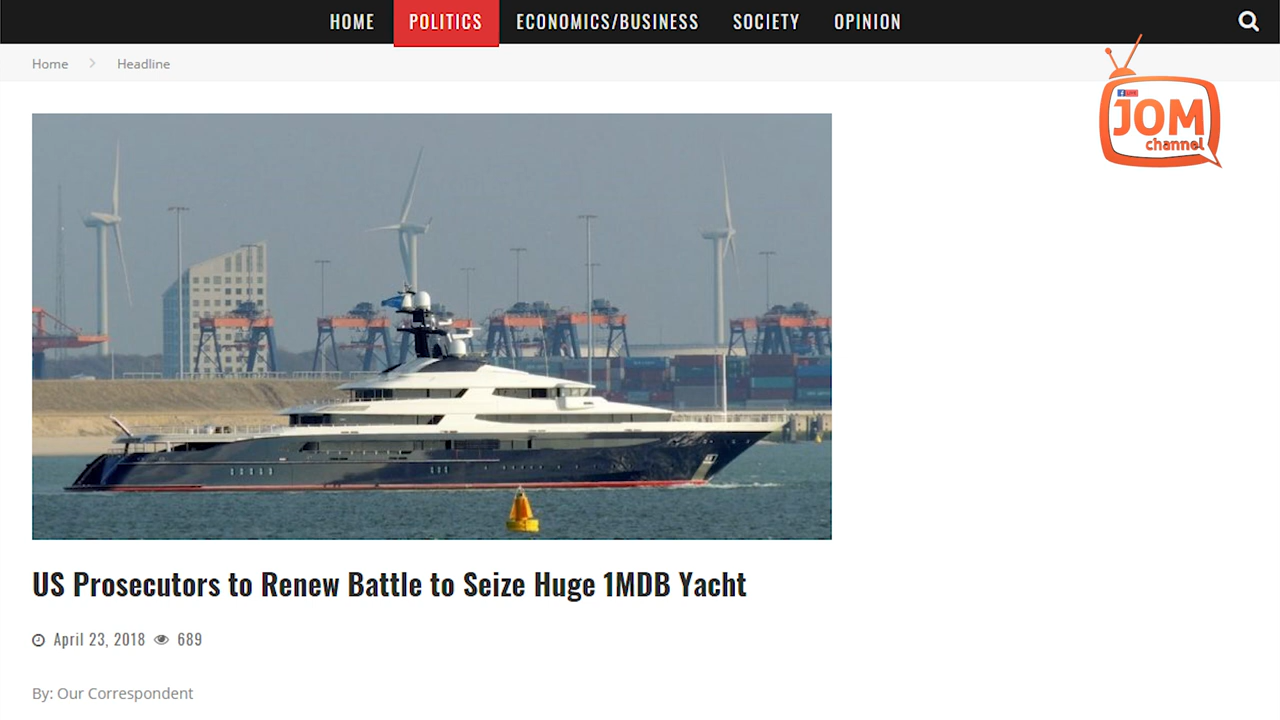 HOME POLITICS ECONOMICS/BUSINESS SOCIETY OPINION
Home > Headline
JOM
channel
US Prosecutors to Renew Battle to Seize Huge 1MDB Yacht
April 23, 2018 689
By: Our Correspondent